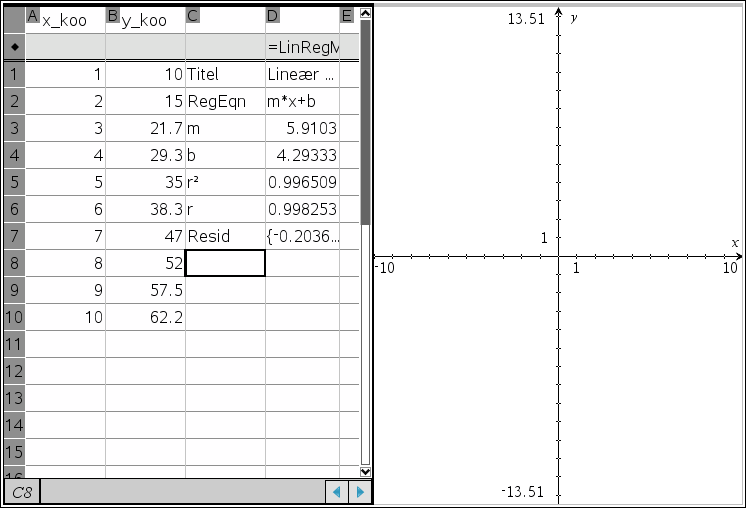 A x_koo B y_koo C D E
=LinRegM
1 1 10 Titel Lineær ...
2 2 15 RegEqn m*x+b
3 3 21.7 m 5.9103
4 4 29.3 b 4.29333
5 5 35 r² 0.996509
6 6 38.3 r 0.998253
7 7 47 Resid {-0.2036...
8 8 52
9 9 57.5
10 10 62.2
11
12
13
14
15
16
C8
13.51 y
1 x
-10 1 10
-13.51